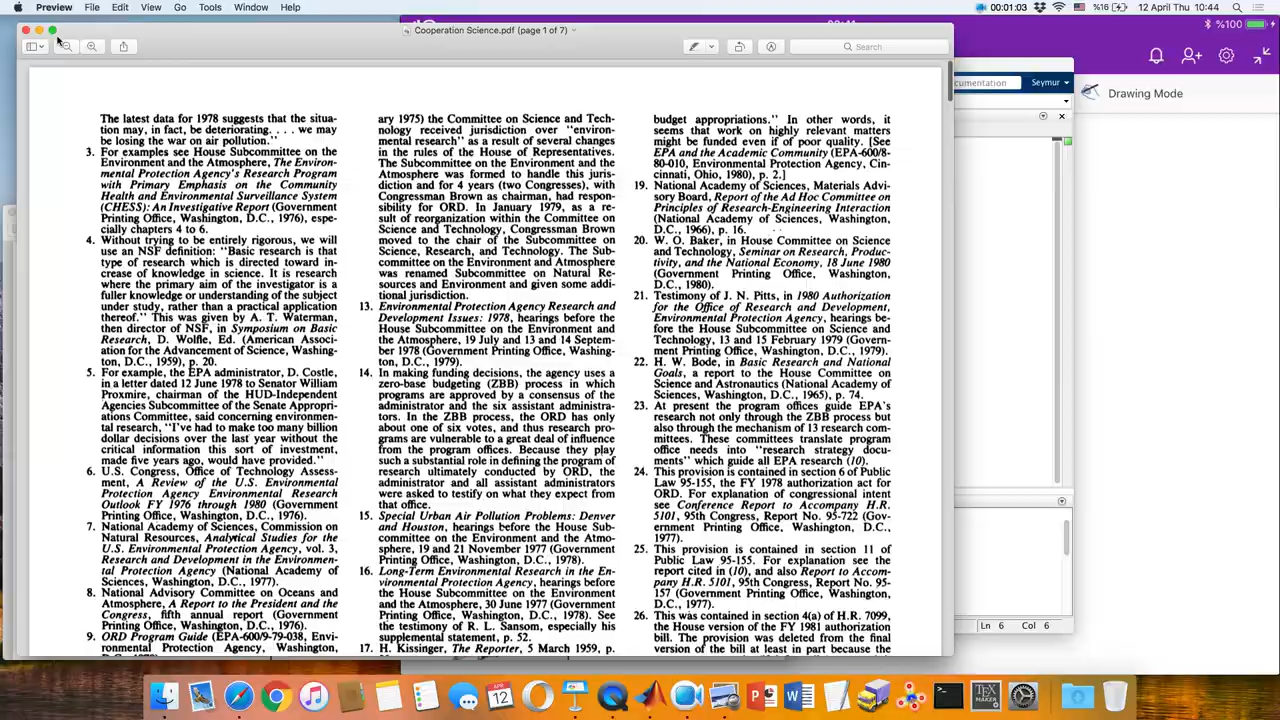 Preview File Edit View Go Tools Window Help
00:01:03
%16
12 April Thu 10:44
Cooperation Science.pdf (page 1 of 7)
%100
Search
Seymur
Drawing Mode
The latest data for 1978 suggests that the situa-
tion may, in fact, be deteriorating. . . . we may
be losing the war on air pollution."
3. For examples see House Subcommittee on the
Environment and the Atmosphere, The Environ-
mental Protection Agency's Research Program
with Primary Emphasis on the Community
Health and Environmental Surveillance System
(CHESS): An Investigative Report (Government
Printing Office, Washington, D.C., 1976), espe-
cially chapters 4 to 6.
4. Without trying to be entirely rigorous, we will
use an NSF definition: "Basic research is that
type of research which is directed toward in-
crease of knowledge in science. It is research
where the primary aim of the investigator is a
fuller knowledge or understanding of the subject
under study, rather than a practical application
thereof." This was given by A. T. Waterman,
then director of NSF, in Symposium on Basic
Research, D. Wolfle, Ed. (American Associ-
ation for the Advancement of Science, Washing-
ton, D.C., 1959), p. 20.
5. For example, the EPA administrator, D. Costle,
in a letter dated 12 June 1978 to Senator William
Proxmire, chairman of the HUD-Independent
Agencies Subcommittee of the Senate Appropri-
ations Committee, said concerning environmen-
tal research, "I've had to make too many billion
dollar decisions over the last year without the
critical information this sort of investment,
made five years ago, would have provided."
6. U.S. Congress, Office of Technology Assess-
ment, A Review of the U.S. Environmental
Protection Agency Environmental Research
Outlook FY 1976 through 1980 (Government
Printing Office, Washington, D.C., 1976).
7. National Academy of Sciences, Commission on
Natural Resources, Analytical Studies for the
U.S. Environmental Protection Agency, vol. 3,
Research and Development in the Environmen-
tal Protection Agency (National Academy of
Sciences, Washington, D.C., 1977).
8. National Advisory Committee on Oceans and
Atmosphere, A Report to the President and the
Congress, fifth annual report (Government
Printing Office, Washington, D.C., 1976).
9. ORD Program Guide (EPA-600/9-79-038, Envi-
ronmental Protection Agency, Washington,
ary 1975) the Committee on Science and Tech-
nology received jurisdiction over "environ-
mental research" as a result of several changes
in the rules of the House of Representatives.
The Subcommittee on the Environment and the
Atmosphere was formed to handle this juris-
diction and for 4 years (two Congresses), with
Congressman Brown as chairman, had respon-
sibility for ORD. In January 1979, as a re-
sult of reorganization within the Committee on
Science and Technology, Congressman Brown
moved to the chair of the Subcommittee on
Science, Research, and Technology. The Sub-
committee on the Environment and Atmosphere
was renamed Subcommittee on Natural Re-
sources and Environment and given some addi-
tional jurisdiction.
13. Environmental Protection Agency Research and
Development Issues: 1978, hearings before the
House Subcommittee on the Environment and
the Atmosphere, 19 July and 13 and 14 Septem-
ber 1978 (Government Printing Office, Washing-
ton, D.C., 1979).
14. In making funding decisions, the agency uses a
zero-base budgeting (ZBB) process in which
programs are approved by a consensus of the
administrator and the six assistant administra-
tors. In the ZBB process, the ORD has only
about one of six votes, and thus research pro-
grams are vulnerable to a great deal of influence
from the program offices. Because they play
such a substantial role in defining the program of
research ultimately conducted by ORD, the
administrator and all assistant administrators
were asked to testify on what they expect from
that office.
15. Special Urban Air Pollution Problems: Denver
and Houston, hearings before the House Sub-
committee on the Environment and the Atmo-
sphere, 19 and 21 November 1977 (Government
Printing Office, Washington, D.C., 1978).
16. Long-Term Environmental Research in the En-
vironmental Protection Agency, hearings before
the House Subcommittee on the Environment
and the Atmosphere, 30 June 1977 (Government
Printing Office, Washington, D.C., 1978). See
the testimony of R. L. Sansom, especially his
supplemental statement, p. 52.
17. H. Kissinger, The Reporter, 5 March 1959, p.
budget appropriations." In other words, it
seems that work on highly relevant matters
might be funded even if of poor quality. [See
EPA and the Academic Community (EPA-600/8-
80-010, Environmental Protection Agency, Cin-
cinnati, Ohio, 1980), p. 2.]
19. National Academy of Sciences, Materials Advi-
sory Board, Report of the Ad Hoc Committee on
Principles of Research-Engineering Interaction
(National Academy of Sciences, Washington,
D.C., 1966), p. 16.
20. W. O. Baker, in House Committee on Science
and Technology, Seminar on Research, Produc-
tivity, and the National Economy, 18 June 1980
(Government Printing Office, Washington,
D.C., 1980).
21. Testimony of J. N. Pitts, in 1980 Authorization
for the Office of Research and Development,
Environmental Protection Agency, hearings be-
fore the House Subcommittee on Science and
Technology, 13 and 15 February 1979 (Govern-
ment Printing Office, Washington, D.C., 1979).
22. H. W. Bode, in Basic Research and National
Goals, a report to the House Committee on
Science and Astronautics (National Academy of
Sciences, Washington, D.C., 1965), p. 74.
23. At present the program offices guide EPA's
research not only through the ZBB process but
also through the mechanism of 13 research com-
mittees. These committees translate program
office needs into "research strategy docu-
ments" which guide all EPA research (10).
24. This provision is contained in section 6 of Public
Law 95-155, the FY 1978 authorization act for
ORD. For explanation of congressional intent
see Conference Report to Accompany H.R.
5101, 95th Congress, Report No. 95-722 (Gov-
ernment Printing Office, Washington, D.C.,
1977).
25. This provision is contained in section 11 of
Public Law 95-155. For explanation see the
report cited in (10), and also Report to Accom-
pany H.R. 5101, 95th Congress, Report No. 95-
157 (Government Printing Office, Washington,
D.C., 1977).
26. This was contained in section 4(a) of H.R. 7099,
the House version of the FY 1981 authorization
bill. The provision was deleted from the final
version of the bill at least in part because the
Ln 6 Col 6